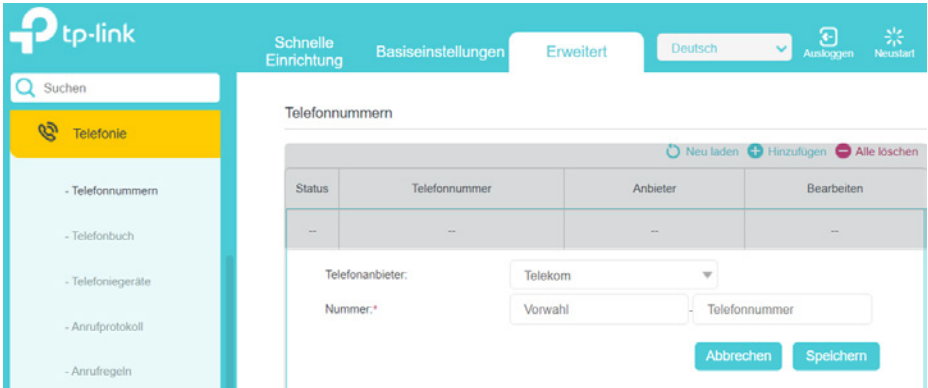 tp-link
Schnelle
Einrichtung
Basiseinstellungen
Erweitert
Deutsch
Ausloggen
Neustart
Suchen
Telefonie
- Telefonnummern
- Telefonbuch
- Telefoniegeräte
- Anrufprotokoll
- Anrufregeln
Telefonnummern
Neu laden Hinzufügen Alle löschen
Status Telefonnummer Anbieter Bearbeiten
-- -- -- --
Telefonanbieter: Telekom
Nummer:* Vorwahl - Telefonnummer
Abbrechen Speichern